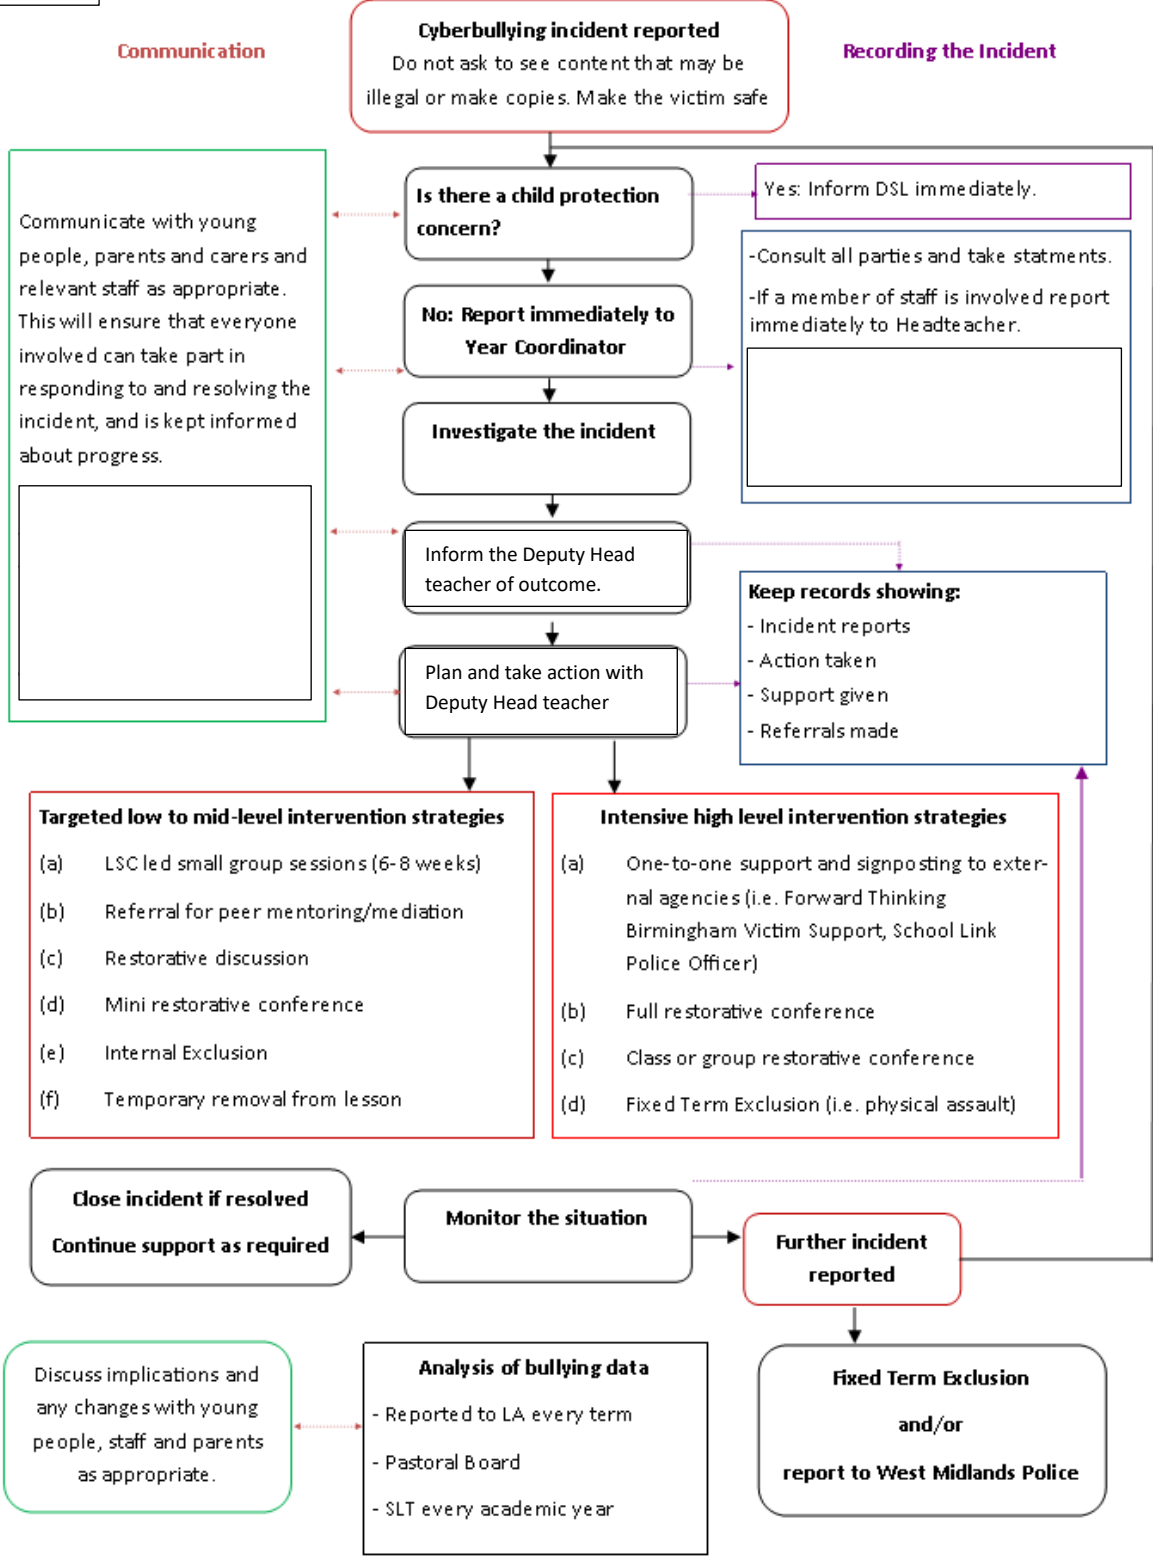 Communication
Cyberbullying incident reported
Do not ask to see content that may be
illegal or make copies. Make the victim safe
Recording the Incident
Communicate with young
people, parents and carers and
relevant staff as appropriate.
This will ensure that everyone
involved can take part in
responding to and resolving the
incident, and is kept informed
about progress.
Is there a child protection
concern?
Yes: Inform DSL immediately.
No: Report immediately to
Year Coordinator
-Consult all parties and take statments.
-If a member of staff is involved report
immediately to Headteacher.
Investigate the incident
Inform the Deputy Head
teacher of outcome.
Plan and take action with
Deputy Head teacher
Keep records showing:
- Incident reports
- Action taken
- Support given
- Referrals made
Targeted low to mid-level intervention strategies
(a) LSC led small group sessions (6-8 weeks)
(b) Referral for peer mentoring/mediation
(c) Restorative discussion
(d) Mini restorative conference
(e) Internal Exclusion
(f) Temporary removal from lesson
Intensive high level intervention strategies
(a) One-to-one support and signposting to exter-
nal agencies (i.e. Forward Thinking
Birmingham Victim Support, School Link
Police Officer)
(b) Full restorative conference
(c) Class or group restorative conference
(d) Fixed Term Exclusion (i.e. physical assault)
Close incident if resolved
Continue support as required
Monitor the situation
Further incident
reported
Discuss implications and
any changes with young
people, staff and parents
as appropriate.
Analysis of bullying data
- Reported to LA every term
- Pastoral Board
- SLT every academic year
Fixed Term Exclusion
and/or
report to West Midlands Police